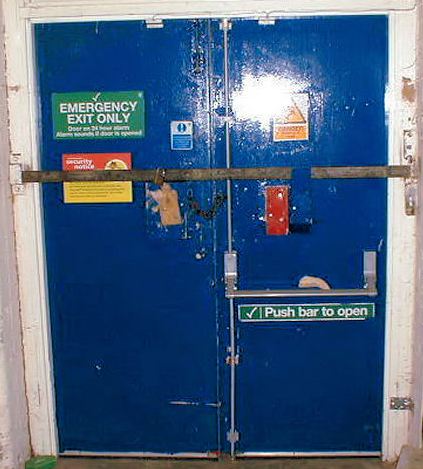 EMERGENCY
EXIT ONLY
Door on 24 hour alarm
Alarm sounds if door is opened
security
notice
DANGER
Push bar to open